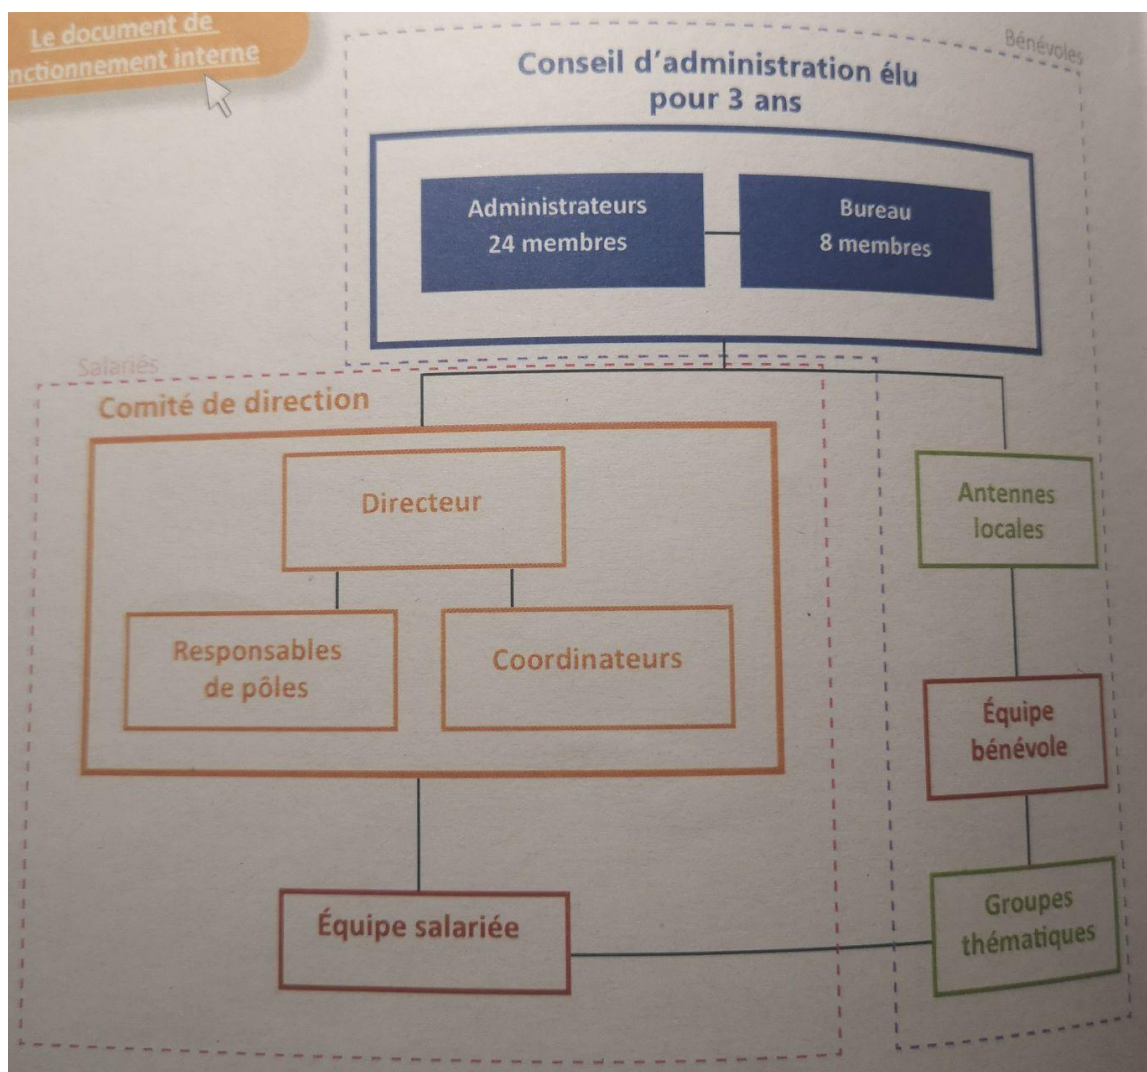 Le document de
nctionnement interne
Bénévoles
Conseil d'administration élu
pour 3 ans
Administrateurs
24 membres
Bureau
8 membres
Salariés
Comité de direction
Directeur
Antennes
locales
Responsables
de pôles
Coordinateurs
Équipe
bénévole
Équipe salariée
Groupes
thématiques